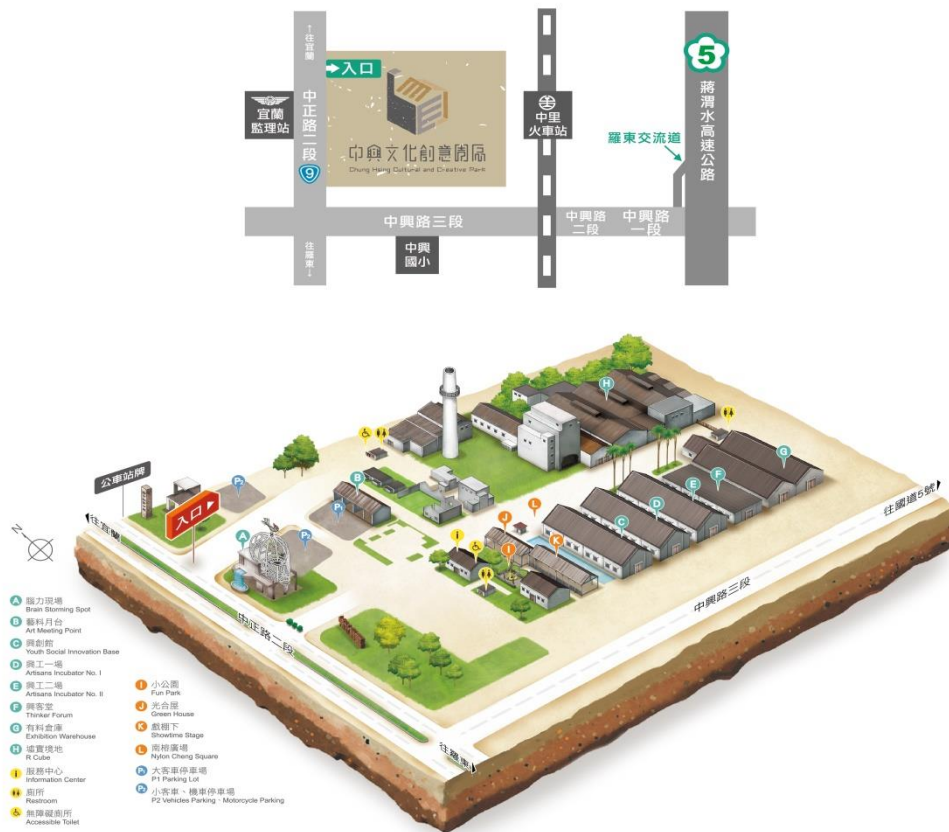 ↑往宜蘭
中正路二段
9
往羅東↓
→入口
宜蘭
監理站
中興文化創意園區
Chung Hsing Cultural and Creative Park
中里
火車站
5
蔣渭水高速公路
羅東交流道
中興路三段
中興路
二段
中興路
一段
中興
國小
公車站牌
入口
往宜蘭
中正路二段
往羅東
中興路三段
往國道5號
N
P2
P1
P2
A
B
C
D
E
F
G
H
I
J
K
L
i
A 腦力現場
Brain Storming Spot
B 藝科月台
Art Meeting Point
C 興創館
Youth Social Innovation Base
D 興工一場
Artisans Incubator No. I
E 興工二場
Artisans Incubator No. II
F 興客堂
Thinker Forum
G 有料倉庫
Exhibition Warehouse
H 墟實境地
R Cube
i 服務中心
Information Center
廁所
Restroom
無障礙廁所
Accessible Toilet
I 小公園
Fun Park
J 光合屋
Green House
K 戲棚下
Showtime Stage
L 南榕廣場
Nylon Cheng Square
P1 大客車停車場
P1 Parking Lot
小客車、機車停車場
P2 Vehicles Parking、Motorcycle Parking